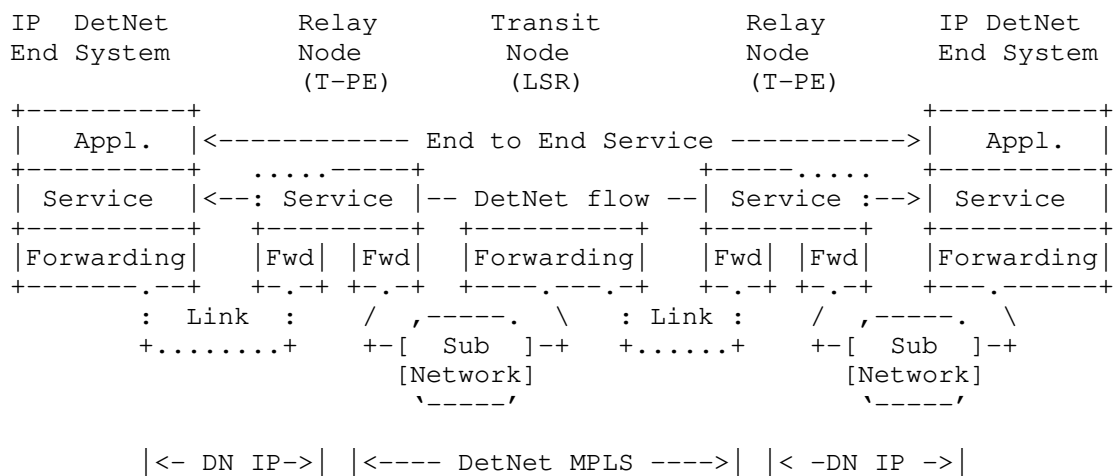 IP  DetNet          Relay            Transit           Relay         IP DetNet
End System          Node              Node             Node          End System
                    (T-PE)            (LSR)            (T-PE)
+----------+                                                        +----------+
|   Appl.  |<------------ End to End Service ----------->|   Appl.  |
+----------+   .....-----+                +-----.....   +----------+
| Service  |<--: Service |-- DetNet flow --| Service :-->| Service  |
+----------+   +---------+  +----------+   +---------+   +----------+
|Forwarding|   |Fwd| |Fwd|  |Forwarding|   |Fwd| |Fwd|   |Forwarding|
+-------.--+   +-.-+ +-.-+  +----.---.-+   +-.-+ +-.-+   +---.------+
        :  Link  :    /  ,-----.  \   : Link :    /  ,-----.  \
        +........+    +-[  Sub  ]-+   +......+    +-[  Sub  ]-+
                        [Network]                   [Network]
                         `-----'                     `-----'
|<- DN IP->| |<---- DetNet MPLS ---->| |< -DN IP ->|